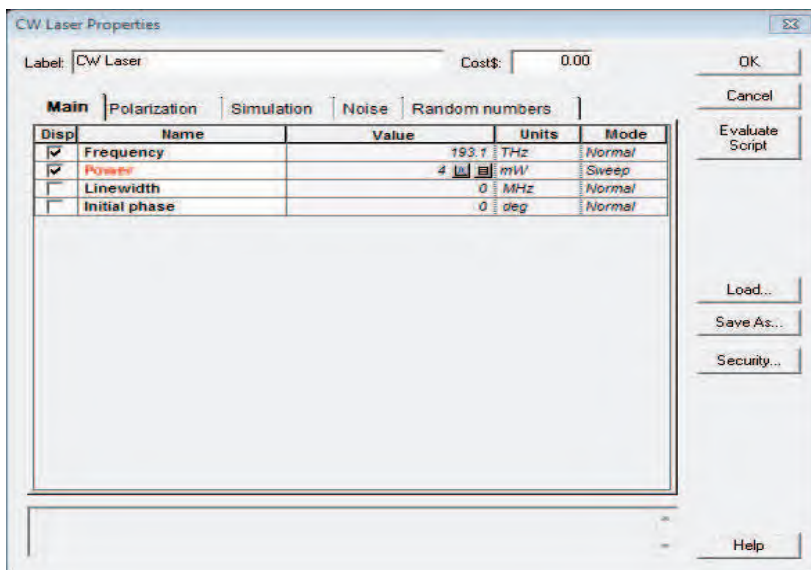 CW Laser Properties
Label: CW Laser Cost$: 0.00
OK
Cancel
Evaluate Script
Main Polarization Simulation Noise Random numbers
Disp Name Value Units Mode
Frequency 193.1 THz Normal
Power 4 mW Sweep
Linewidth 0 MHz Normal
Initial phase 0 deg Normal
Load...
Save As...
Security...
Help